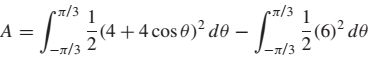 A = ∫_{-π/3}^{π/3} 1/2 (4 + 4 cos θ)² dθ − ∫_{-π/3}^{π/3} 1/2 (6)² dθ